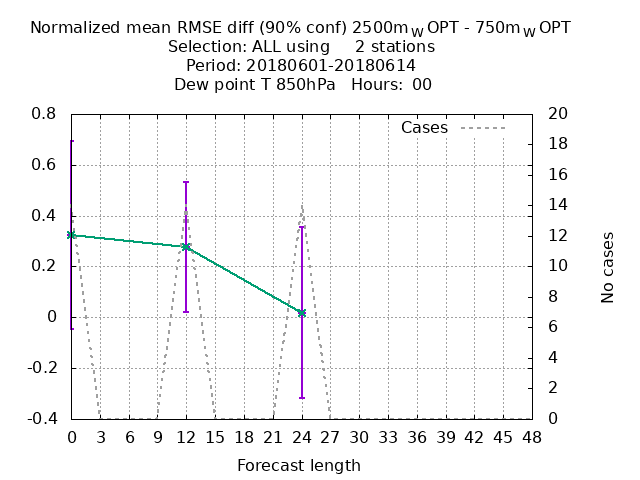 Normalized mean RMSE diff (90% conf) 2500m W OPT - 750m W OPT
Selection: ALL using 2 stations
Period: 20180601-20180614
Dew point T 850hPa Hours: 00
Cases
0.8
0.6
0.4
0.2
0
-0.2
-0.4
20
18
16
14
12
10
8
6
4
2
0
No cases
0 3 6 9 12 15 18 21 24 27 30 33 36 39 42 45 48
Forecast length